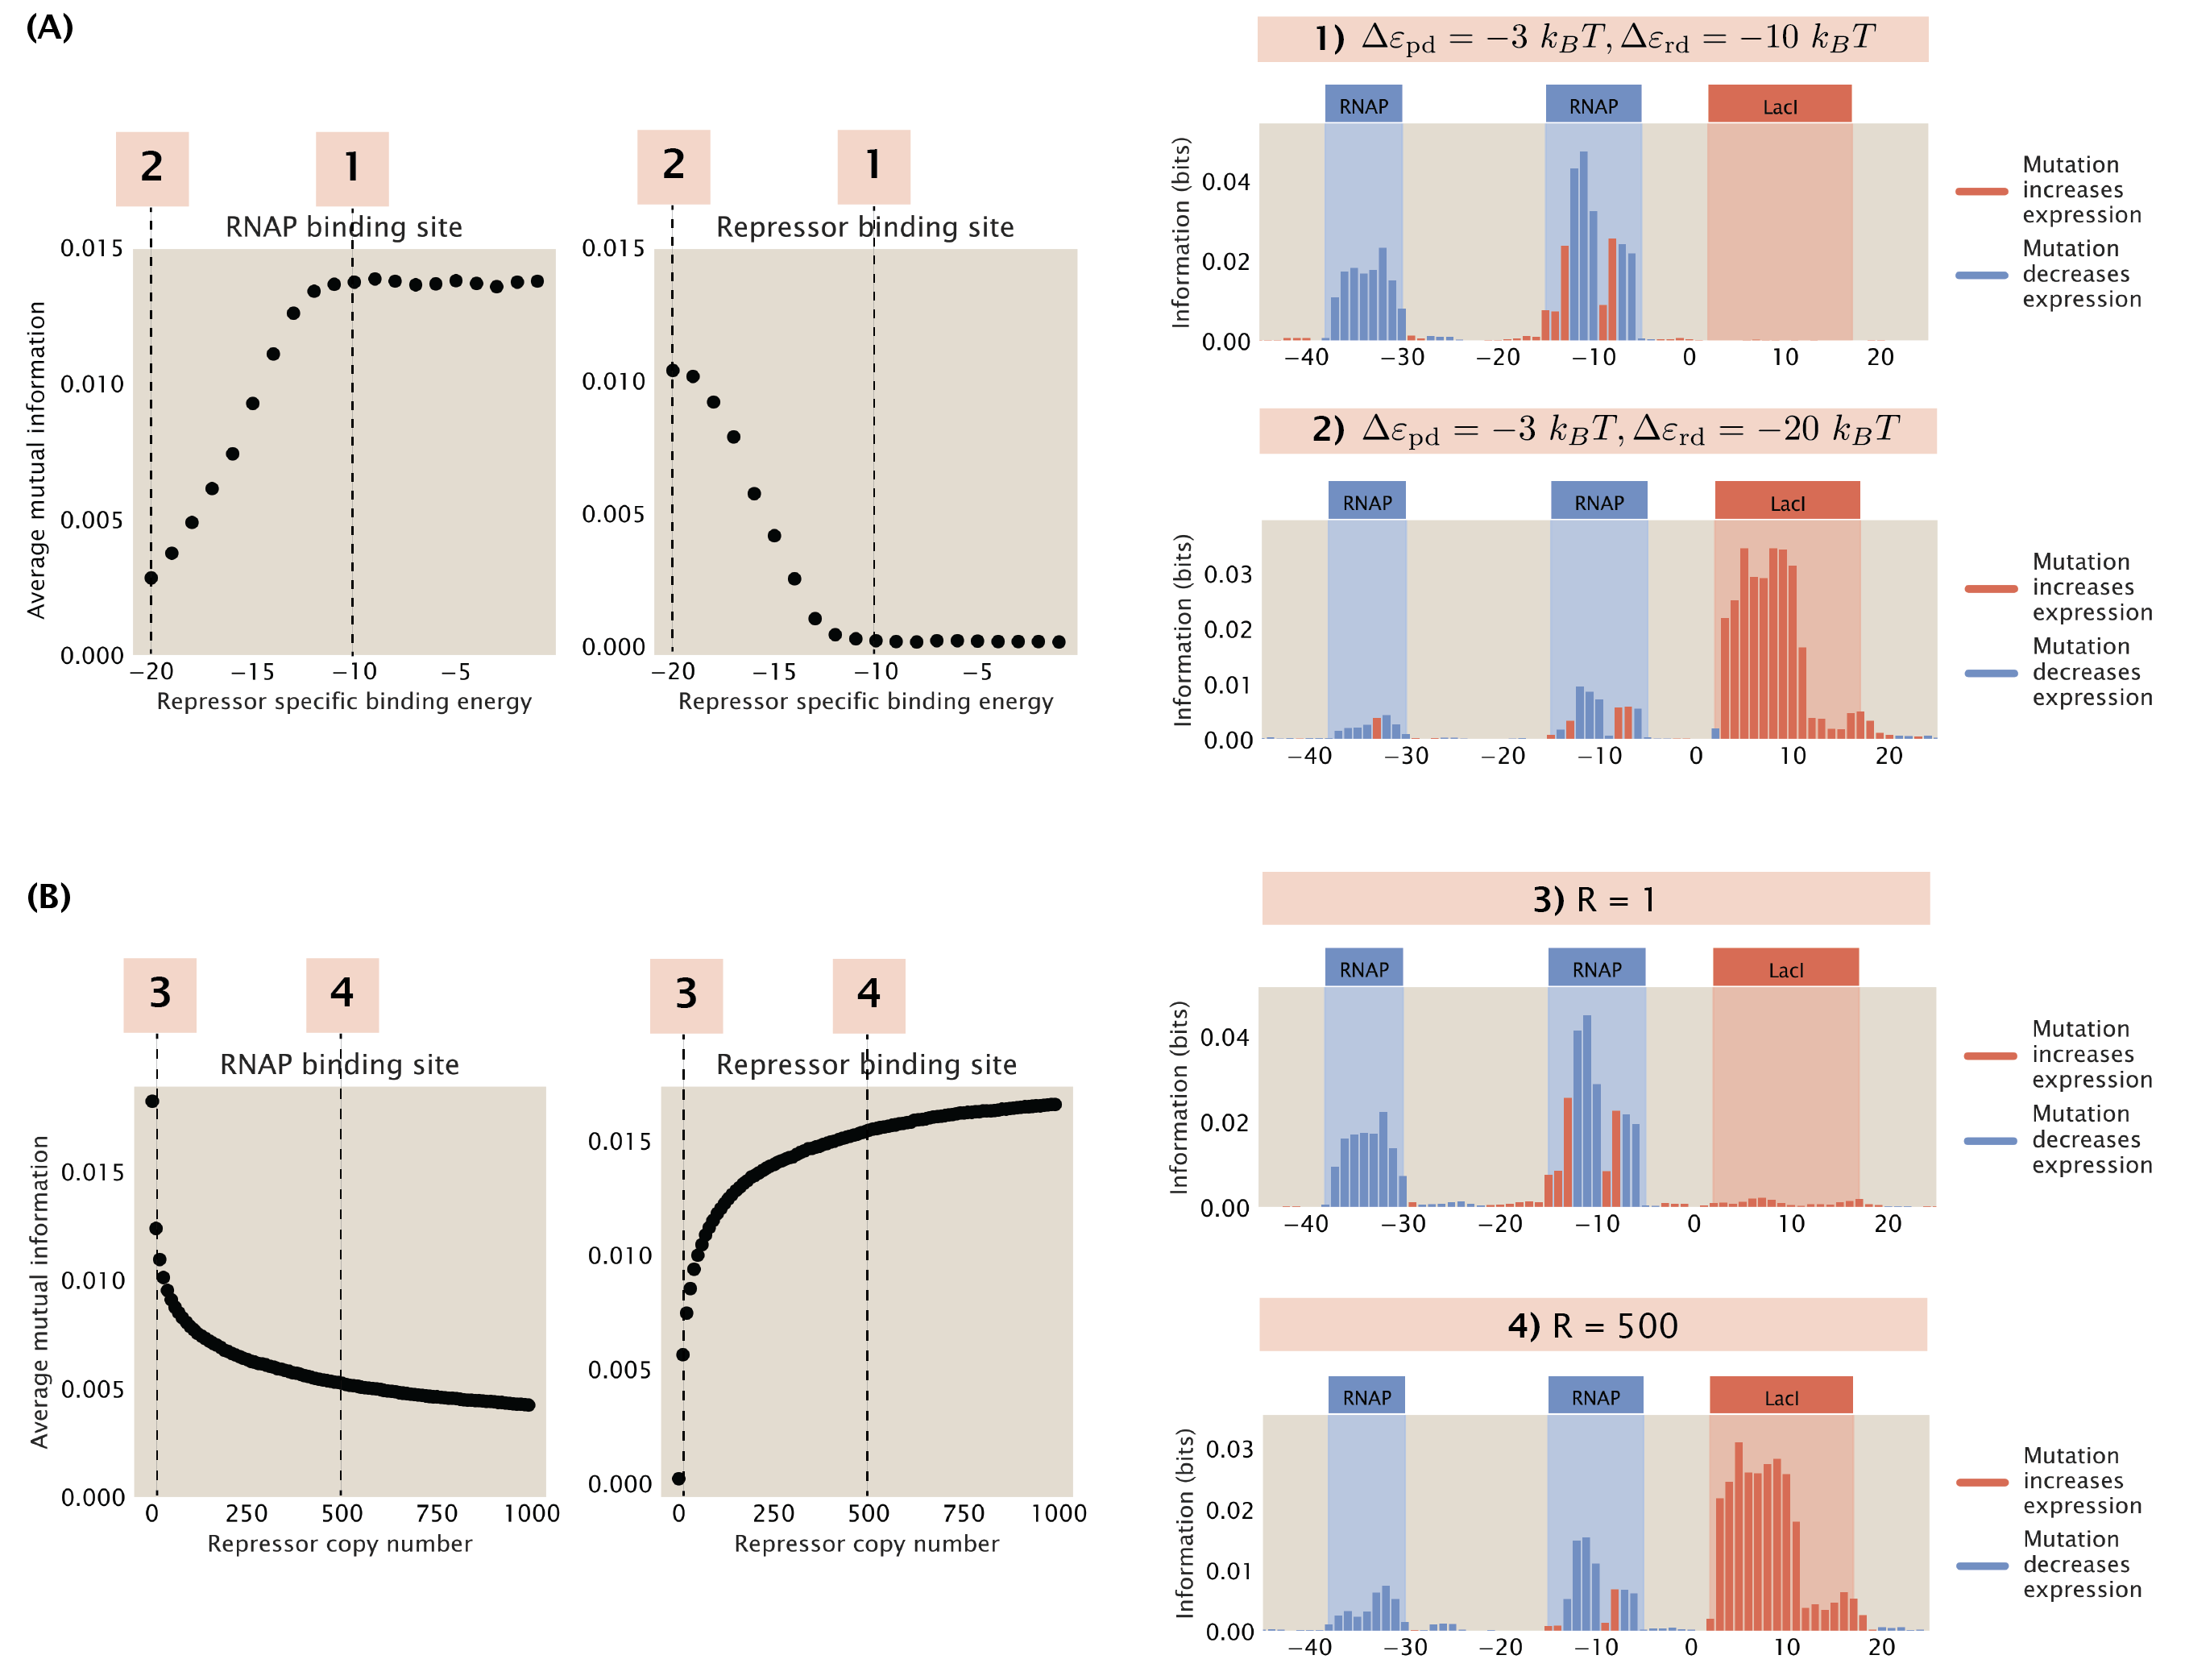 (A)
2
1
RNAP binding site
0.015
0.010
0.005
0.000
Average mutual information
−20
−15
−10
−5
Repressor specific binding energy
2
1
Repressor binding site
0.015
0.010
0.005
0.000
−20
−15
−10
−5
Repressor specific binding energy
1) Δεpd = −3 kBT, Δεrd = −10 kBT
RNAP
RNAP
LacI
Information (bits)
0.04
0.02
0.00
−40
−30
−20
−10
0
10
20
Mutation
increases
expression
Mutation
decreases
expression
2) Δεpd = −3 kBT, Δεrd = −20 kBT
RNAP
RNAP
LacI
Information (bits)
0.03
0.02
0.01
0.00
−40
−30
−20
−10
0
10
20
Mutation
increases
expression
Mutation
decreases
expression
(B)
3
4
RNAP binding site
0.015
0.010
0.005
0.000
Average mutual information
0
250
500
750
1000
Repressor copy number
3
4
Repressor binding site
0.015
0.010
0.005
0.000
0
250
500
750
1000
Repressor copy number
3) R = 1
RNAP
RNAP
LacI
Information (bits)
0.04
0.02
0.00
−40
−30
−20
−10
0
10
20
Mutation
increases
expression
Mutation
decreases
expression
4) R = 500
RNAP
RNAP
LacI
Information (bits)
0.03
0.02
0.01
0.00
−40
−30
−20
−10
0
10
20
Mutation
increases
expression
Mutation
decreases
expression